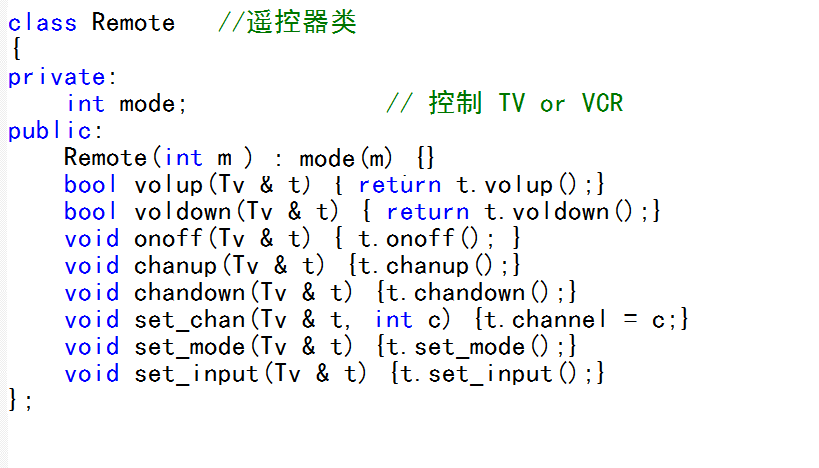 class Remote   //遥控器类
{
private:
    int mode;              // 控制 TV or VCR
public:
    Remote(int m ) : mode(m) {}
    bool volup(Tv & t) { return t.volup();}
    bool voldown(Tv & t) { return t.voldown();}
    void onoff(Tv & t) { t.onoff(); }
    void chanup(Tv & t) {t.chanup();}
    void chandown(Tv & t) {t.chandown();}
    void set_chan(Tv & t, int c) {t.channel = c;}
    void set_mode(Tv & t) {t.set_mode();}
    void set_input(Tv & t) {t.set_input();}
};